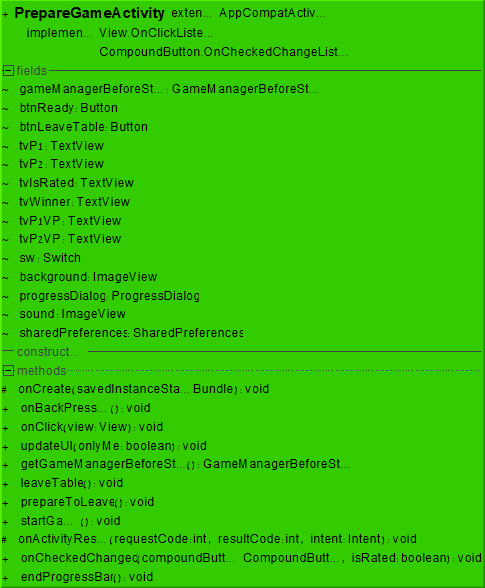 + PrepareGameActivity exten... AppCompatActiv...
implemen... View.OnClickListe...
CompoundButton.OnCheckedChangeList...
fields
~ gameManagerBeforeSt... : GameManagerBeforeSt...
~ btnReady: Button
~ btnLeaveTable: Button
~ tvP1: TextView
~ tvP2: TextView
~ tvIsRated: TextView
~ tvWinner: TextView
~ tvP1VP: TextView
~ tvP2VP: TextView
~ sw: Switch
~ background: ImageView
~ progressDialog: ProgressDialog
~ sound: ImageView
~ sharedPreferences: SharedPreferences
construct...
methods
# onCreate(savedInstanceSta... Bundle): void
+ onBackPress... (): void
+ onClick(view: View): void
+ updateUI(onlyMe: boolean): void
+ getGameManagerBeforeSt...(): GameManagerBeforeSt...
+ leaveTable(): void
+ prepareToLeave(): void
+ startGa... (): void
# onActivityRes... (requestCode: int, resultCode: int, intent: Intent): void
+ onCheckedChanged(compoundButt... CompoundButt... , isRated: boolean): void
+ endProgressBar(): void